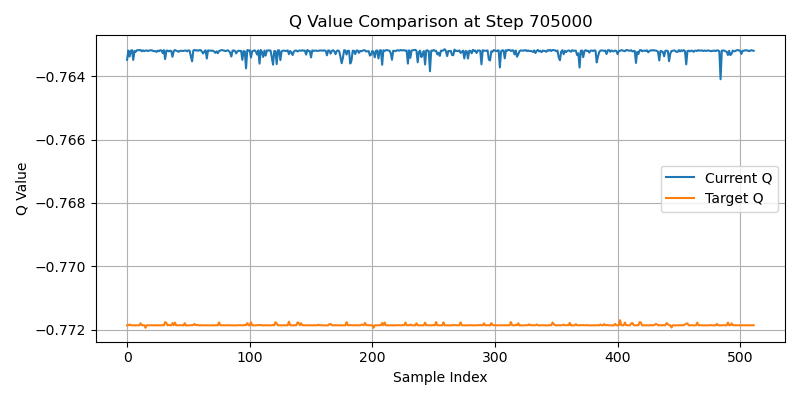 Q Value Comparison at Step 705000
−0.764
−0.766
−0.768
−0.770
−0.772
Q Value
Current Q
Target Q
0 100 200 300 400 500
Sample Index